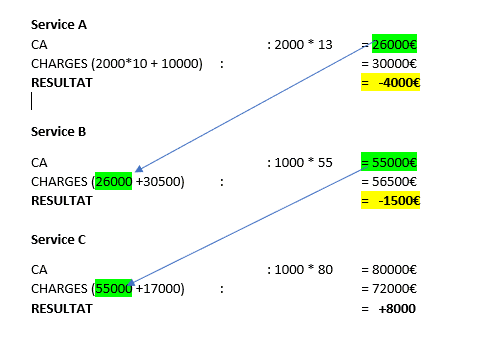 Service A
CA : 2000 * 13 = 26000€
CHARGES (2000*10 + 10000) : = 30000€
RESULTAT = -4000€
Service B
CA : 1000 * 55 = 55000€
CHARGES (26000 +30500) : = 56500€
RESULTAT = -1500€
Service C
CA : 1000 * 80 = 80000€
CHARGES (55000 +17000) : = 72000€
RESULTAT = +8000